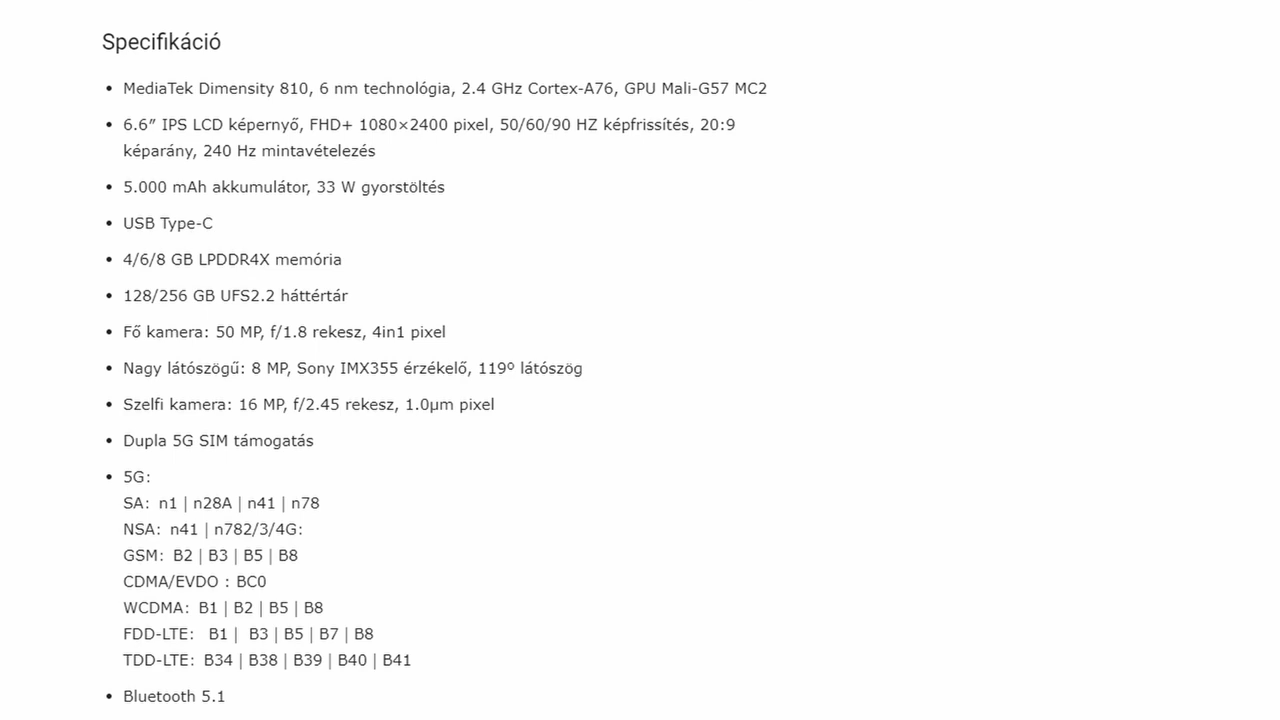 Specifikáció
• MediaTek Dimensity 810, 6 nm technológia, 2.4 GHz Cortex-A76, GPU Mali-G57 MC2
• 6.6″ IPS LCD képernyő, FHD+ 1080×2400 pixel, 50/60/90 HZ képfrissítés, 20:9
képarány, 240 Hz mintavételezés
• 5.000 mAh akkumulátor, 33 W gyorstöltés
• USB Type-C
• 4/6/8 GB LPDDR4X memória
• 128/256 GB UFS2.2 háttértár
• Fő kamera: 50 MP, f/1.8 rekesz, 4in1 pixel
• Nagy látószögű: 8 MP, Sony IMX355 érzékelő, 119º látószög
• Szelfi kamera: 16 MP, f/2.45 rekesz, 1.0μm pixel
• Dupla 5G SIM támogatás
• 5G:
SA: n1 | n28A | n41 | n78
NSA: n41 | n782/3/4G:
GSM: B2 | B3 | B5 | B8
CDMA/EVDO : BC0
WCDMA: B1 | B2 | B5 | B8
FDD-LTE: B1 | B3 | B5 | B7 | B8
TDD-LTE: B34 | B38 | B39 | B40 | B41
• Bluetooth 5.1